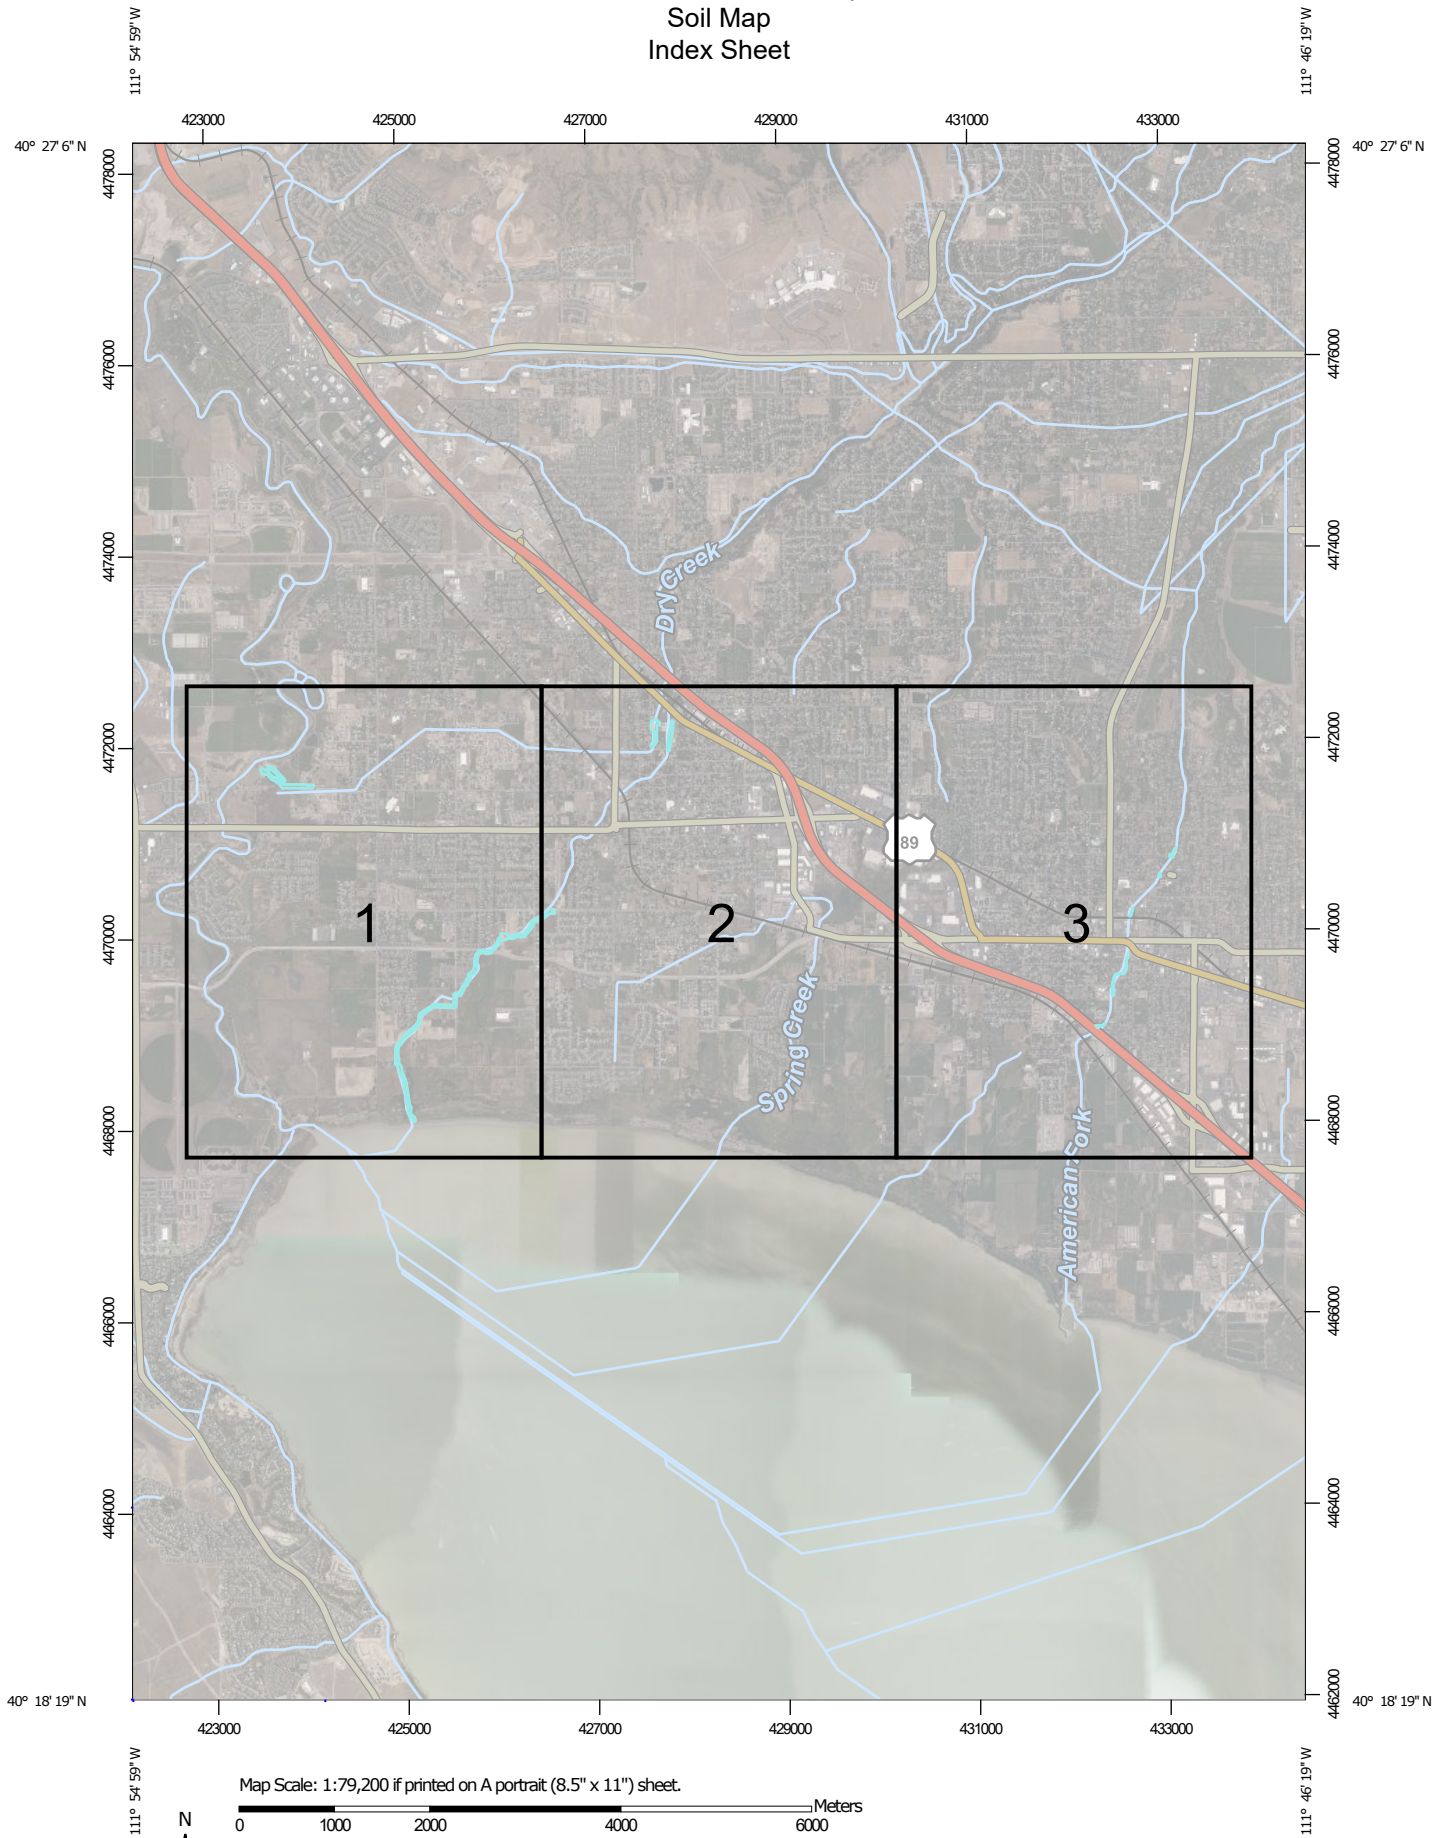 Soil Map
Index Sheet
111° 54' 59'' W
111° 46' 19'' W
423000
425000
427000
429000
431000
433000
40° 27' 6'' N
40° 27' 6'' N
4478000
4478000
4476000
4476000
4474000
4474000
Dry Creek
4472000
4472000
89
1
2
3
4470000
4470000
Spring Creek
4468000
4468000
American Fork
4466000
4466000
4464000
4464000
4462000
40° 18' 19'' N
40° 18' 19'' N
423000
425000
427000
429000
431000
433000
111° 54' 59'' W
111° 46' 19'' W
Map Scale: 1:79,200 if printed on A portrait (8.5" x 11") sheet.
Meters
N
0
1000
2000
4000
6000